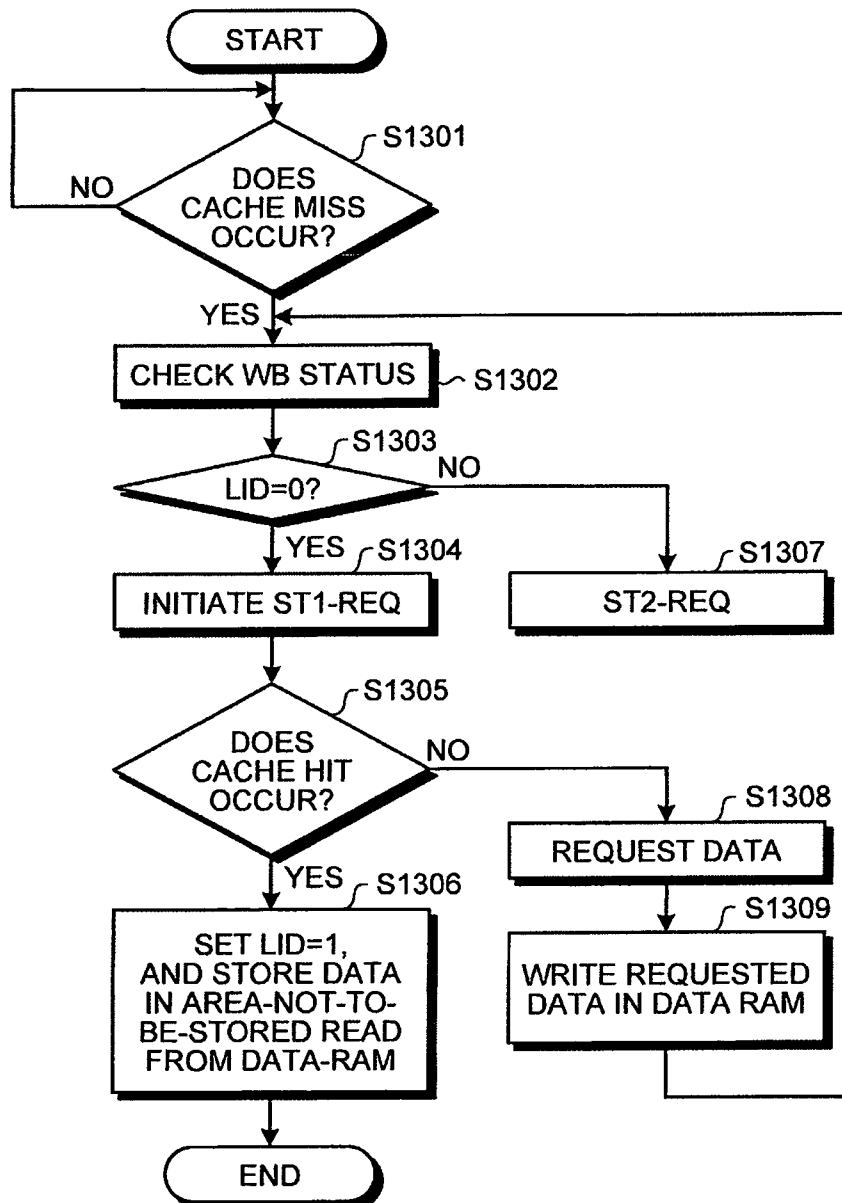 START
S1301
NO
DOES
CACHE MISS
OCCUR?
YES
CHECK WB STATUS
S1302
S1303
LID=0?
NO
YES
S1304
INITIATE ST1-REQ
S1307
ST2-REQ
S1305
DOES
CACHE HIT
OCCUR?
NO
S1308
REQUEST DATA
YES
S1306
SET LID=1,
AND STORE DATA
IN AREA-NOT-TO-
BE-STORED READ
FROM DATA-RAM
S1309
WRITE REQUESTED
DATA IN DATA RAM
END